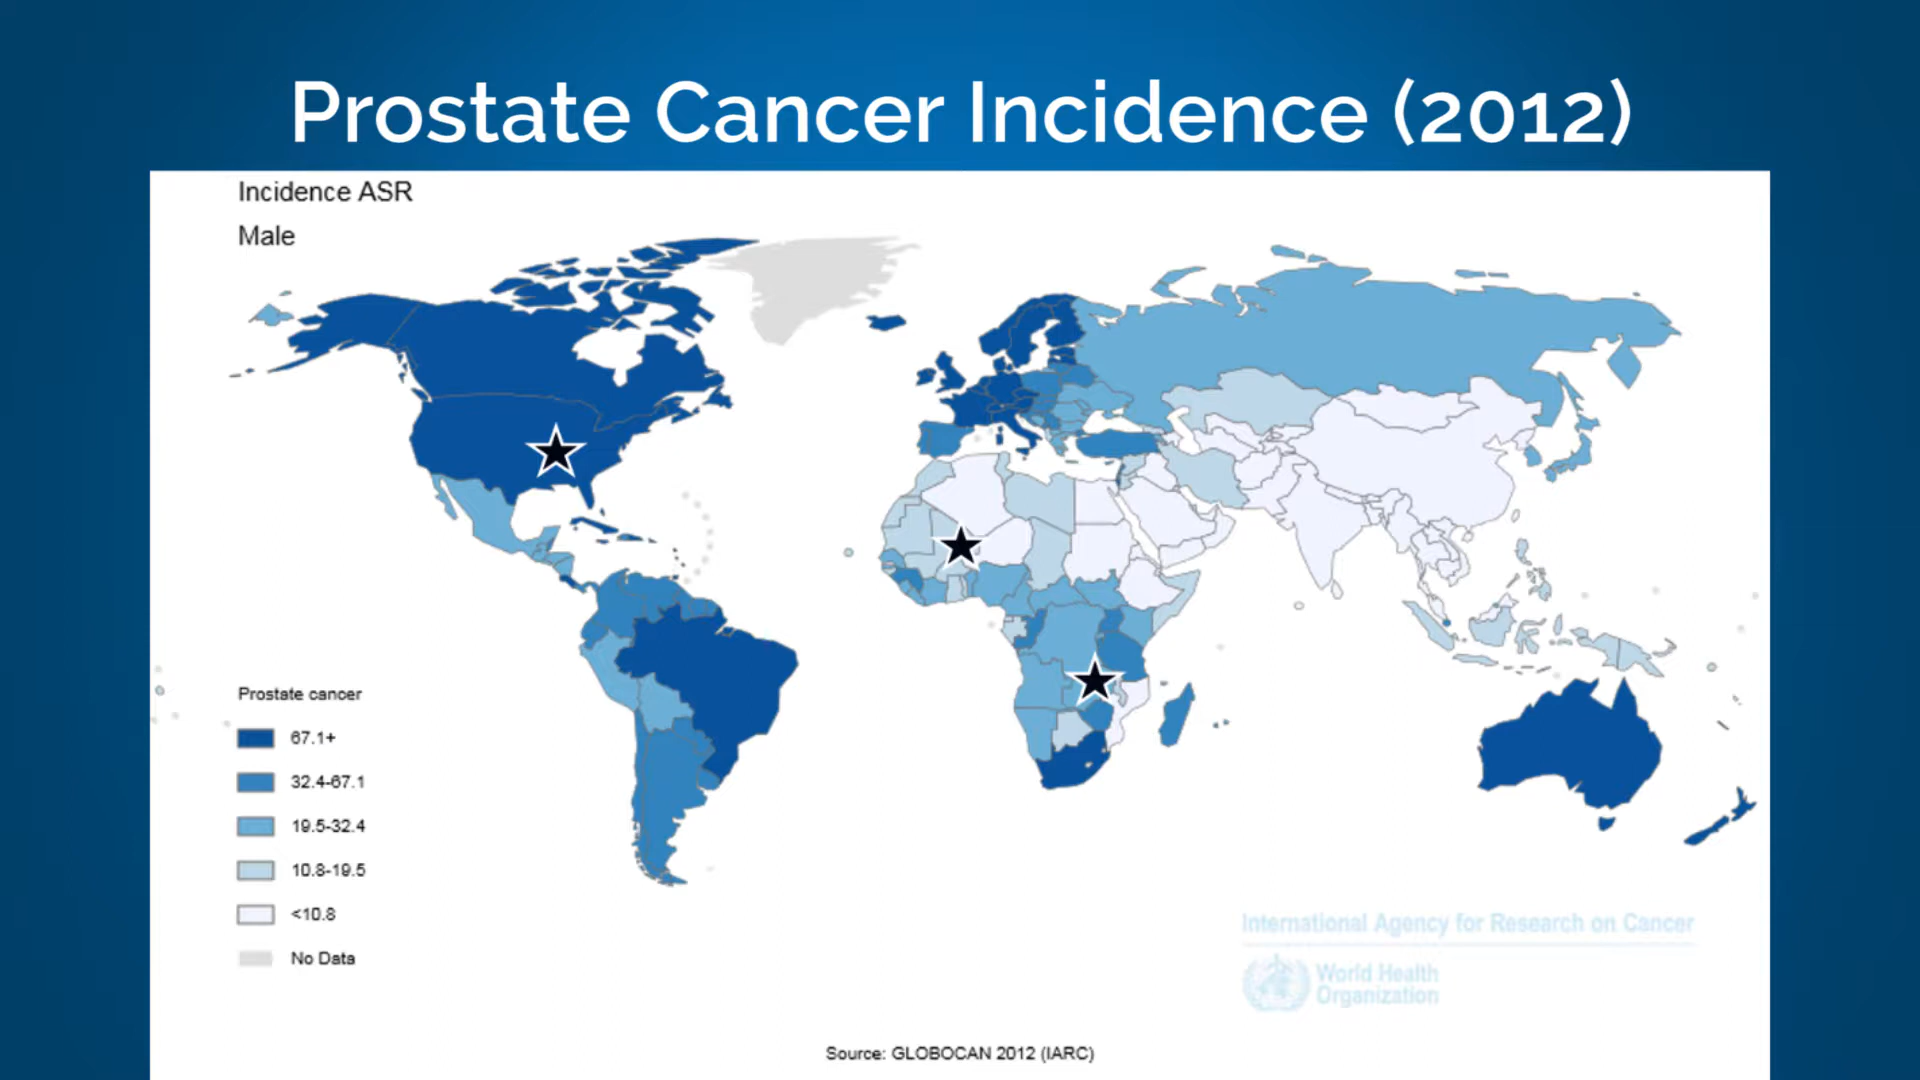 Prostate Cancer Incidence (2012)
Incidence ASR
Male
Prostate cancer
67.1+
32.4-67.1
19.5-32.4
10.8-19.5
<10.8
No Data
International Agency for Research on Cancer
World Health
Organization
Source: GLOBOCAN 2012 (IARC)